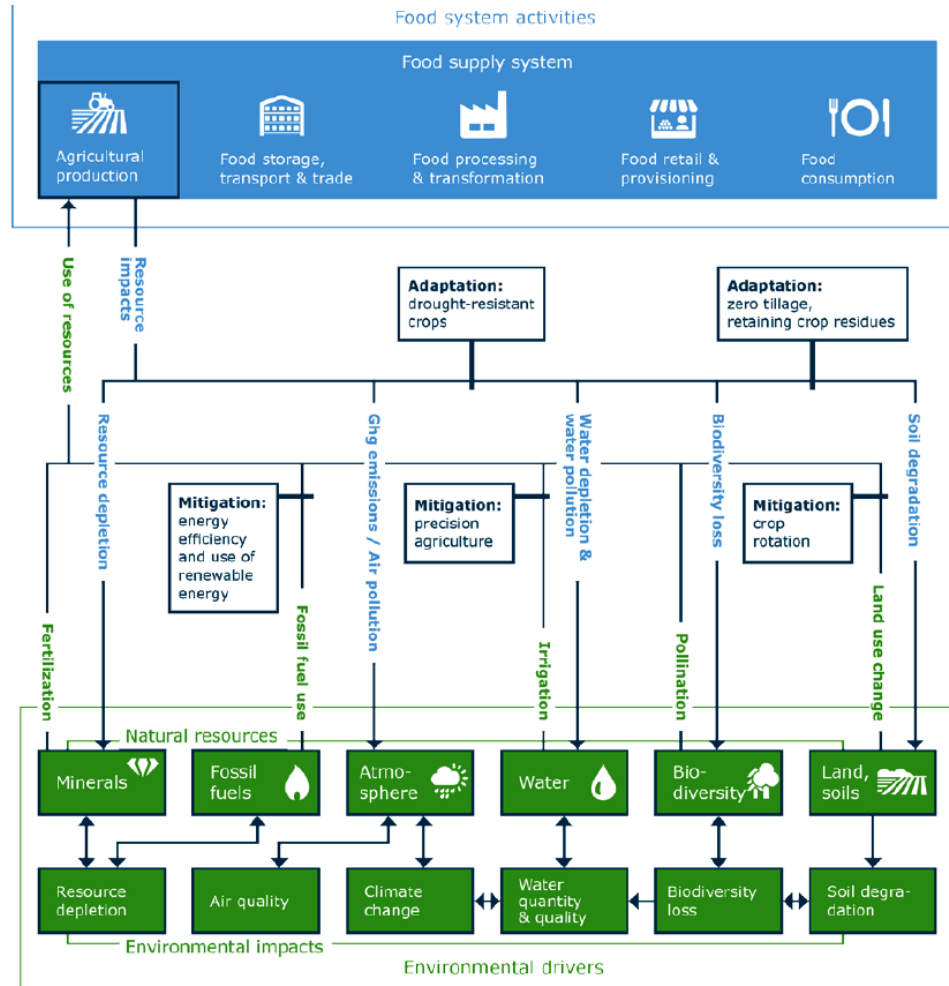 Food system activities
Food supply system
Agricultural
production
Food storage,
transport & trade
Food processing
& transformation
Food retail &
provisioning
Food
consumption
Use of resources
Resource
impacts
Adaptation:
drought-resistant
crops
Adaptation:
zero tillage,
retaining crop residues
Resource depletion
Ghg emissions / Air pollution
Water depletion &
water pollution
Biodiversity loss
Soil degradation
Mitigation:
energy
efficiency
and use of
renewable
energy
Mitigation:
precision
agriculture
Mitigation:
crop
rotation
Fertilization
Fossil fuel use
Irrigation
Pollination
Land use change
Natural resources
Minerals
Fossil
fuels
Atmo-
sphere
Water
Bio-
diversity
Land,
soils
Resource
depletion
Air quality
Climate
change
Water
quantity
& quality
Biodiversity
loss
Soil degra-
dation
Environmental impacts
Environmental drivers